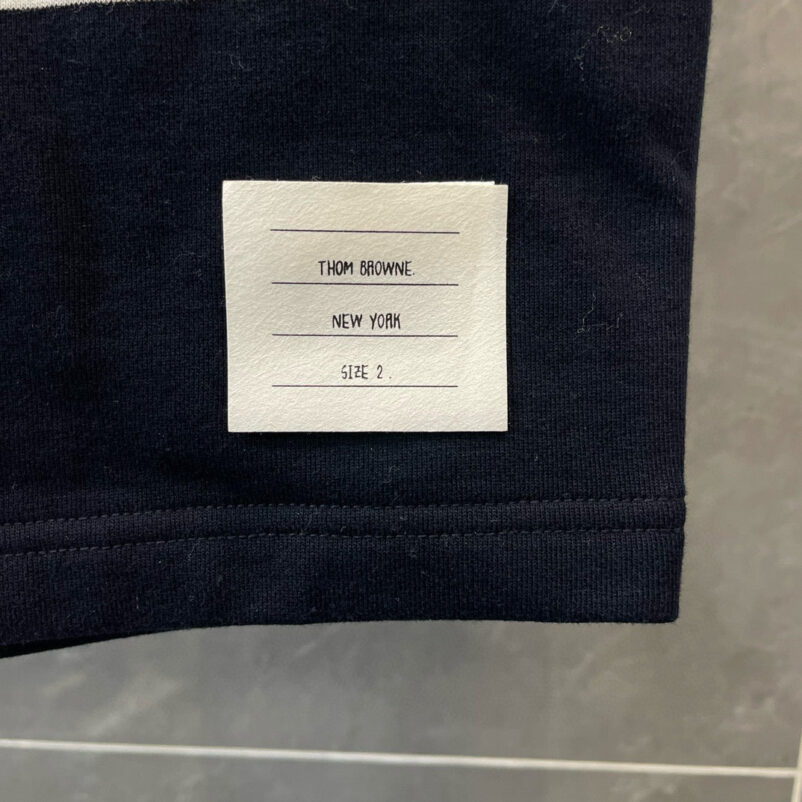 THOM BROWNE.
NEW YORK
SIZE 2.